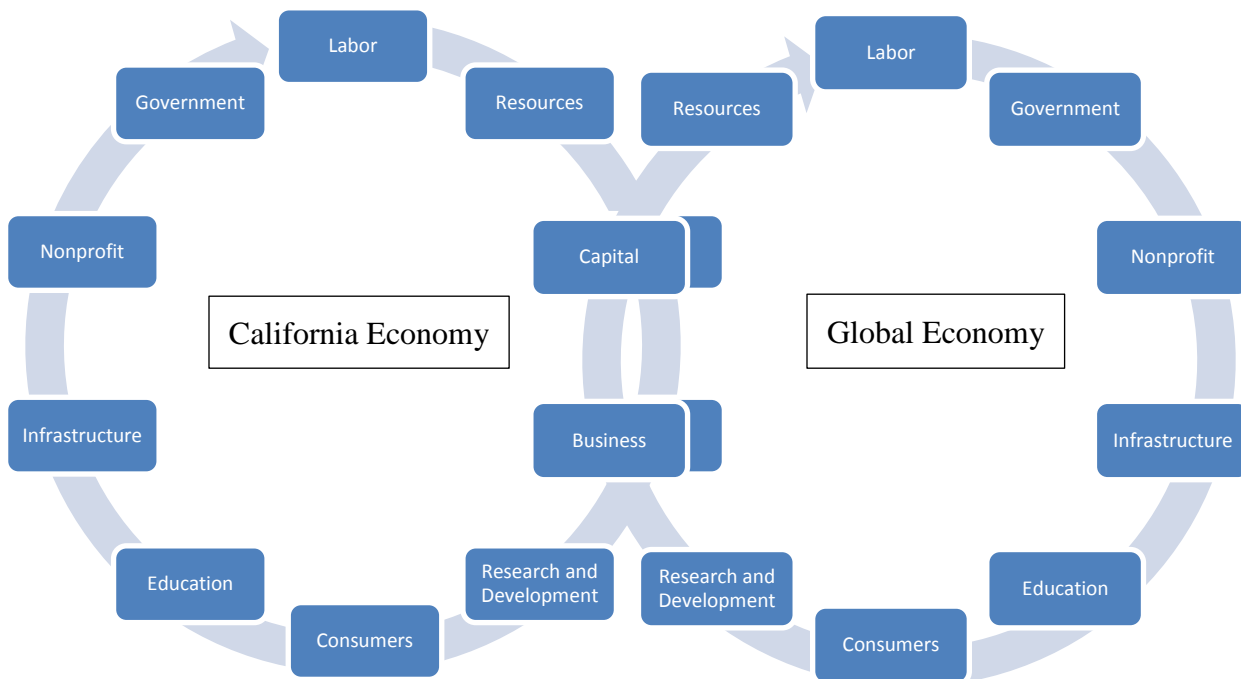 Labor
Resources
Capital
Business
Research and
Development
Consumers
Education
Infrastructure
Nonprofit
Government
California Economy
Labor
Government
Nonprofit
Infrastructure
Education
Consumers
Research and
Development
Resources
Global Economy